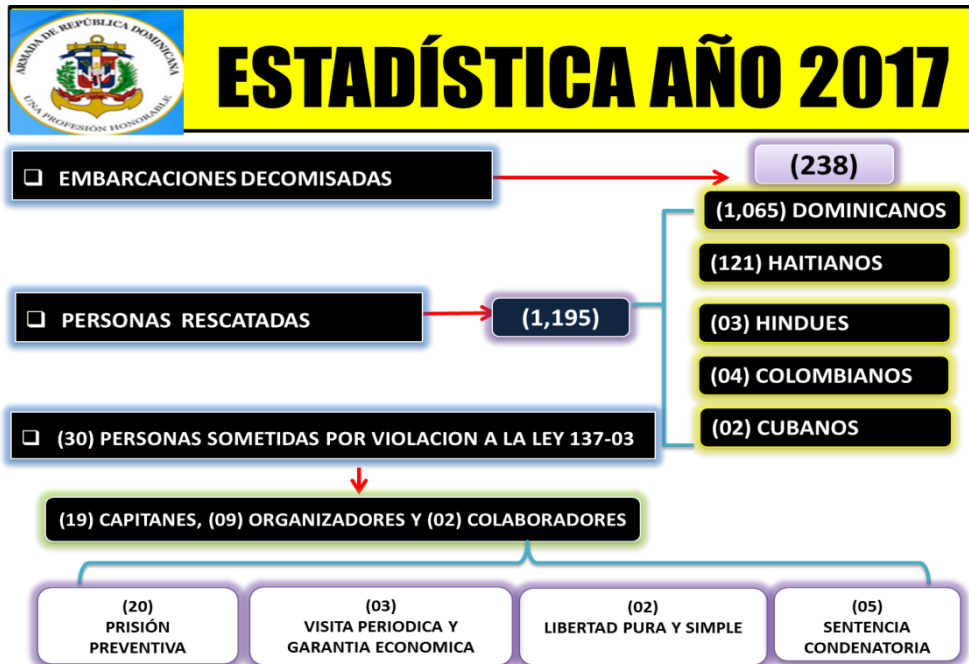 ARMADA DE REPÚBLICA DOMINICANA
UNA PROFESIÓN HONORABLE
ESTADÍSTICA AÑO 2017
❑ EMBARCACIONES DECOMISADAS
(238)
❑ PERSONAS RESCATADAS
(1,195)
(1,065) DOMINICANOS
(121) HAITIANOS
(03) HINDUES
(04) COLOMBIANOS
(02) CUBANOS
❑ (30) PERSONAS SOMETIDAS POR VIOLACION A LA LEY 137-03
(19) CAPITANES, (09) ORGANIZADORES Y (02) COLABORADORES
(20)
PRISIÓN
PREVENTIVA
(03)
VISITA PERIODICA Y
GARANTIA ECONOMICA
(02)
LIBERTAD PURA Y SIMPLE
(05)
SENTENCIA
CONDENATORIA